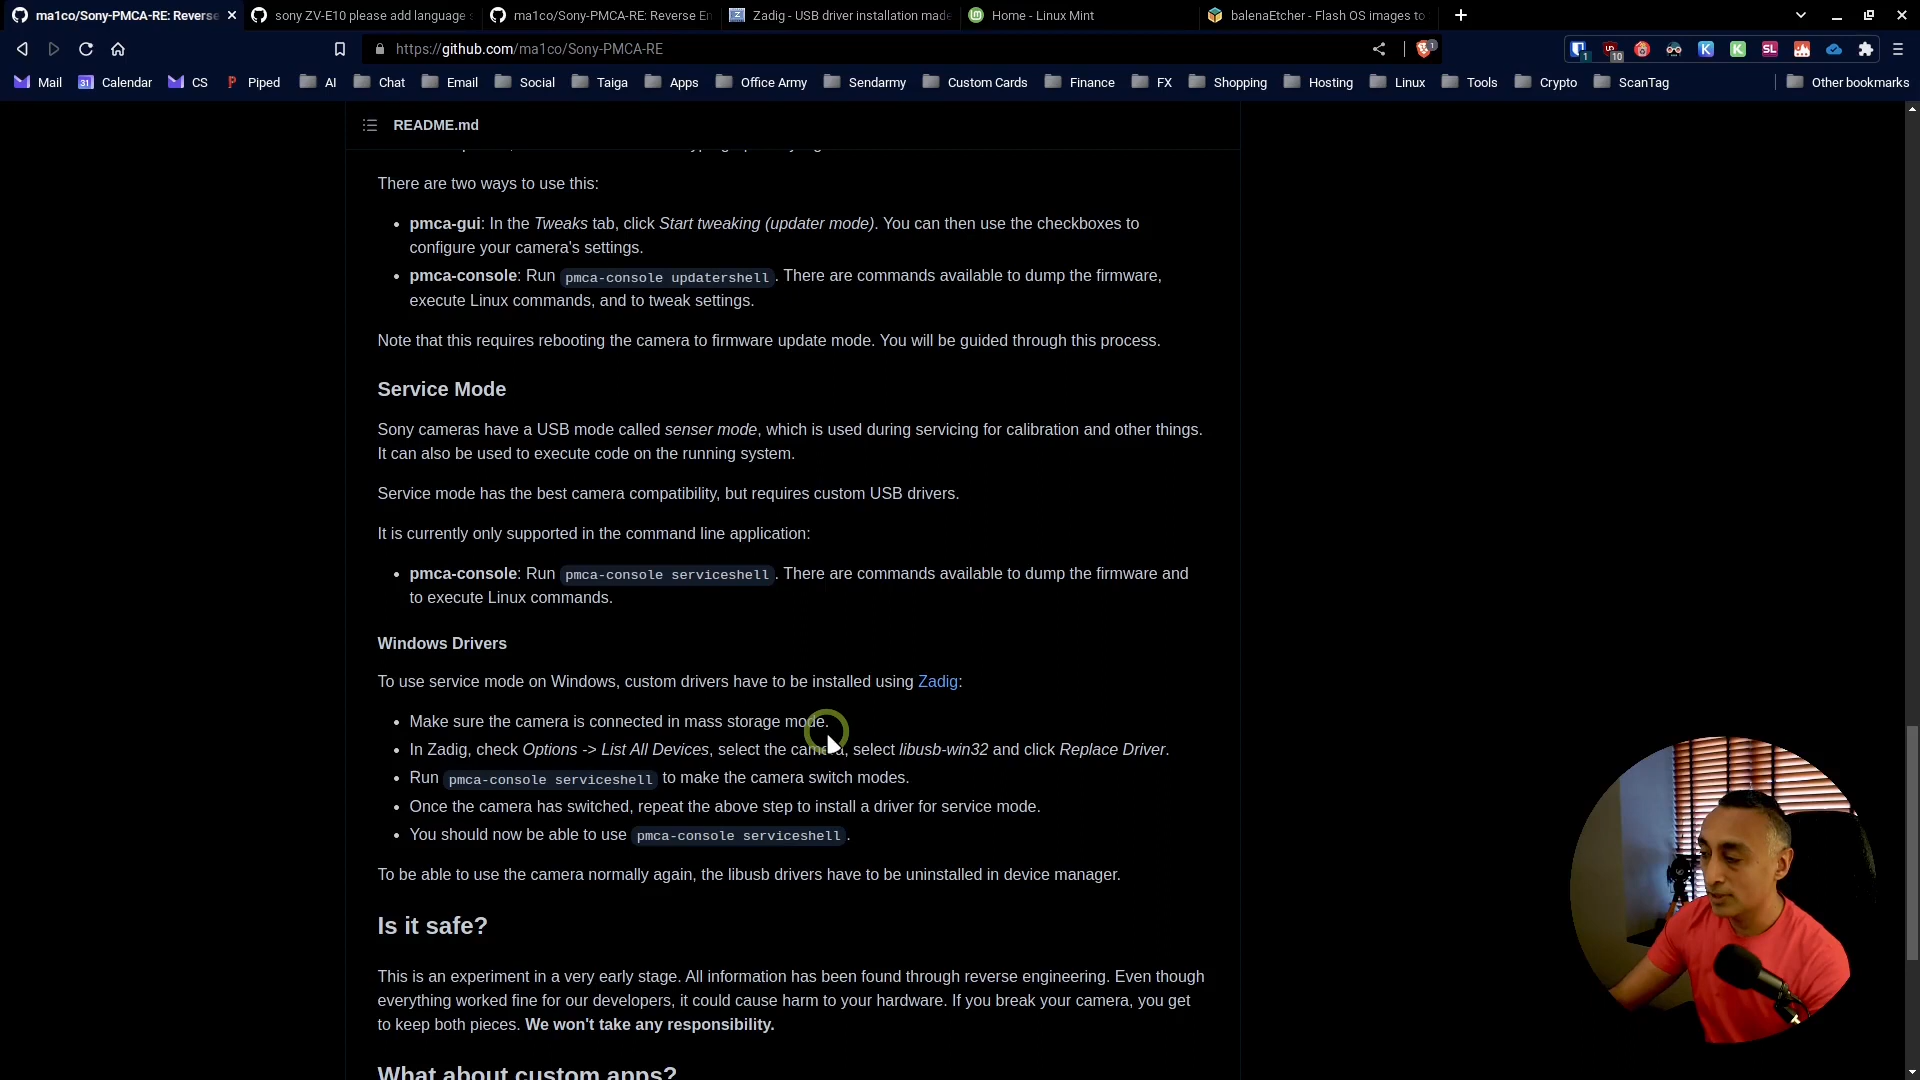 ma1co/Sony-PMCA-RE: Reverse
sony ZV-E10 please add language
ma1co/Sony-PMCA-RE: Reverse En
Zadig - USB driver installation made
Home - Linux Mint
balenaEtcher - Flash OS images to
https://github.com/ma1co/Sony-PMCA-RE
Mail
Calendar
CS
Piped
AI
Chat
Email
Social
Taiga
Apps
Office Army
Sendarmy
Custom Cards
Finance
FX
Shopping
Hosting
Linux
Tools
Crypto
ScanTag
Other bookmarks
README.md
There are two ways to use this:
pmca-gui: In the Tweaks tab, click Start tweaking (updater mode). You can then use the checkboxes to
configure your camera's settings.
pmca-console: Run pmca-console updatershell. There are commands available to dump the firmware,
execute Linux commands, and to tweak settings.
Note that this requires rebooting the camera to firmware update mode. You will be guided through this process.
Service Mode
Sony cameras have a USB mode called senser mode, which is used during servicing for calibration and other things.
It can also be used to execute code on the running system.
Service mode has the best camera compatibility, but requires custom USB drivers.
It is currently only supported in the command line application:
pmca-console: Run pmca-console serviceshell. There are commands available to dump the firmware and
to execute Linux commands.
Windows Drivers
To use service mode on Windows, custom drivers have to be installed using Zadig:
Make sure the camera is connected in mass storage mode.
In Zadig, check Options -> List All Devices, select the camera, select libusb-win32 and click Replace Driver.
Run pmca-console serviceshell to make the camera switch modes.
Once the camera has switched, repeat the above step to install a driver for service mode.
You should now be able to use pmca-console serviceshell.
To be able to use the camera normally again, the libusb drivers have to be uninstalled in device manager.
Is it safe?
This is an experiment in a very early stage. All information has been found through reverse engineering. Even though
everything worked fine for our developers, it could cause harm to your hardware. If you break your camera, you get
to keep both pieces. We won't take any responsibility.
What about custom apps?